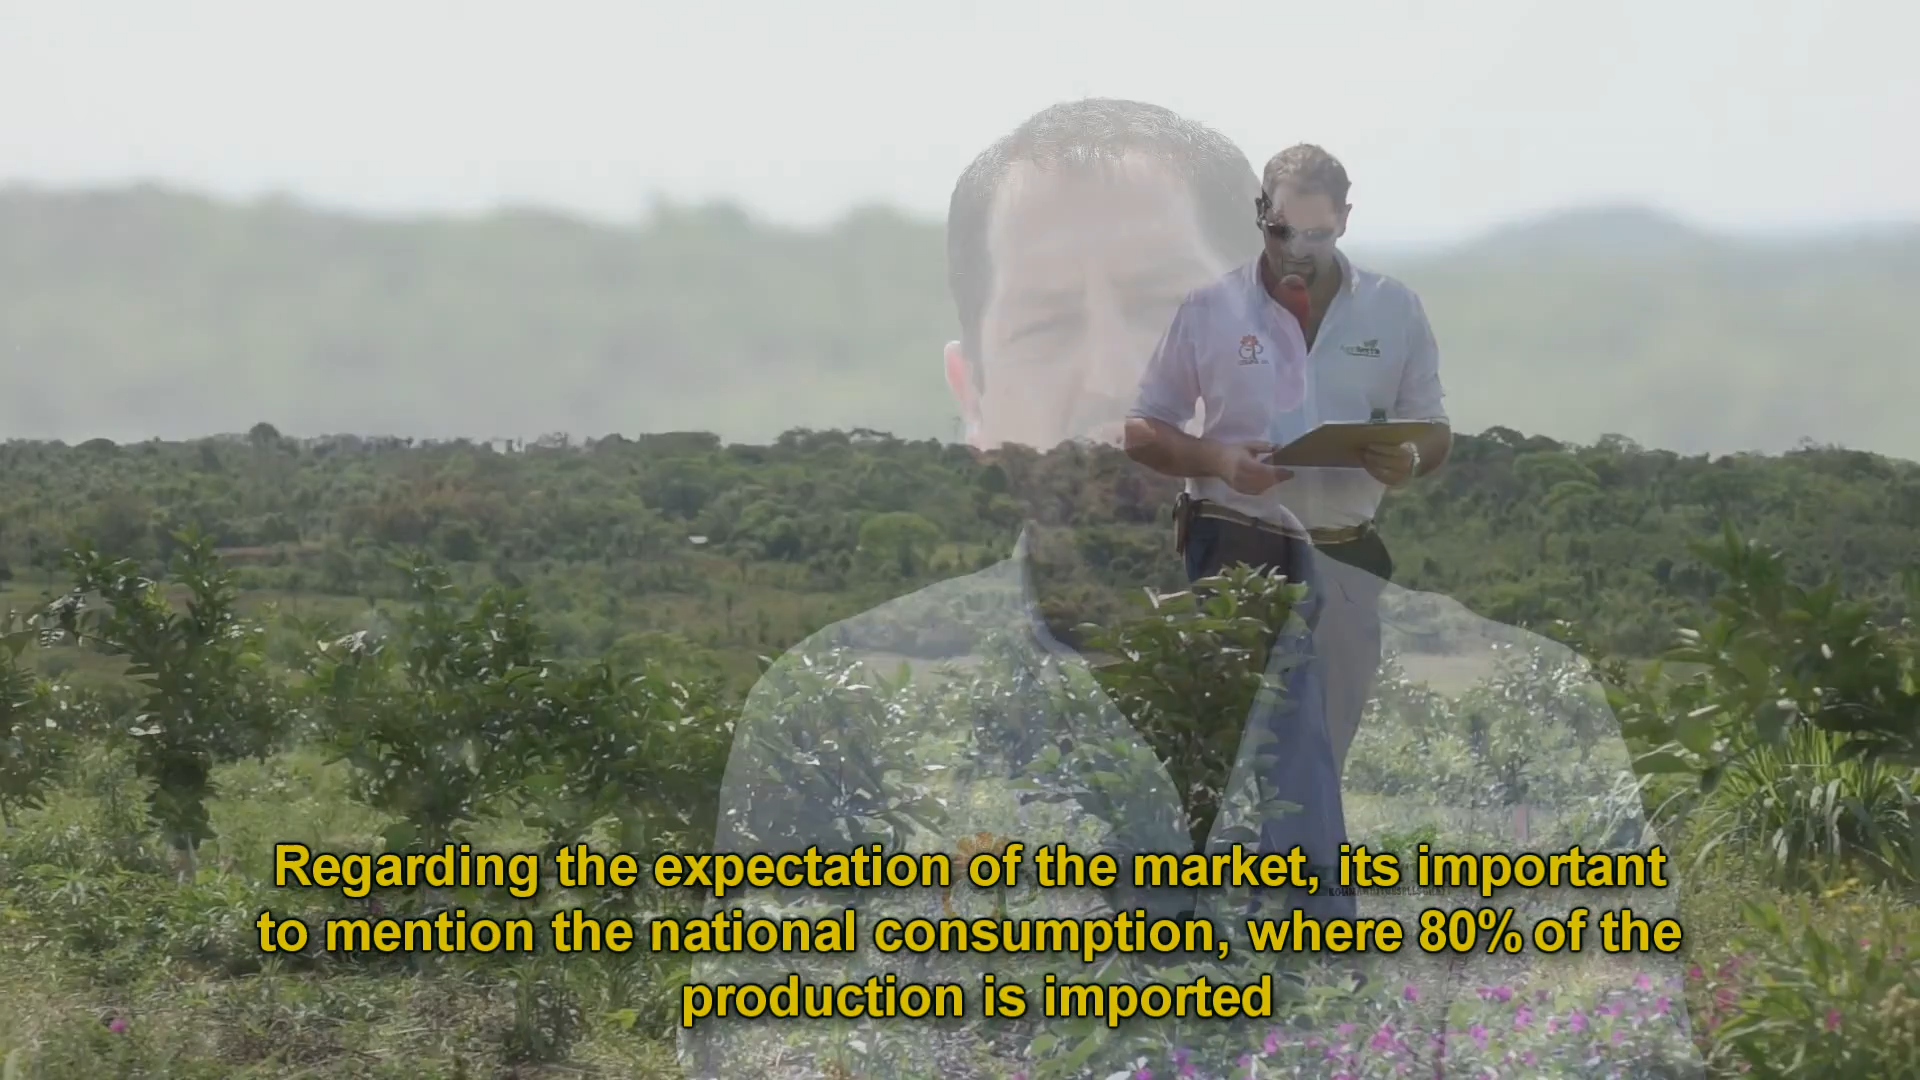 Regarding the expectation of the market, its important
to mention the national consumption, where 80% of the
production is imported